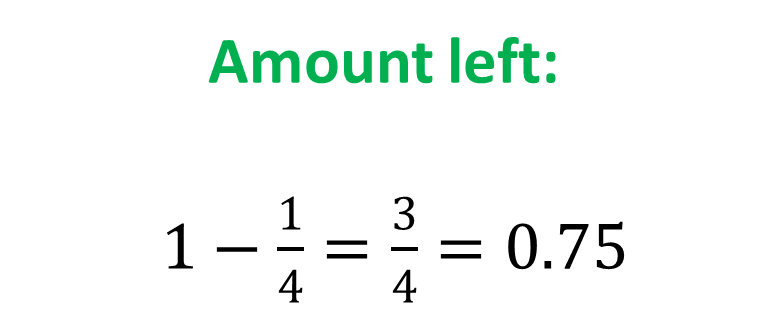 Amount left:
1 − 1/4 = 3/4 = 0.75